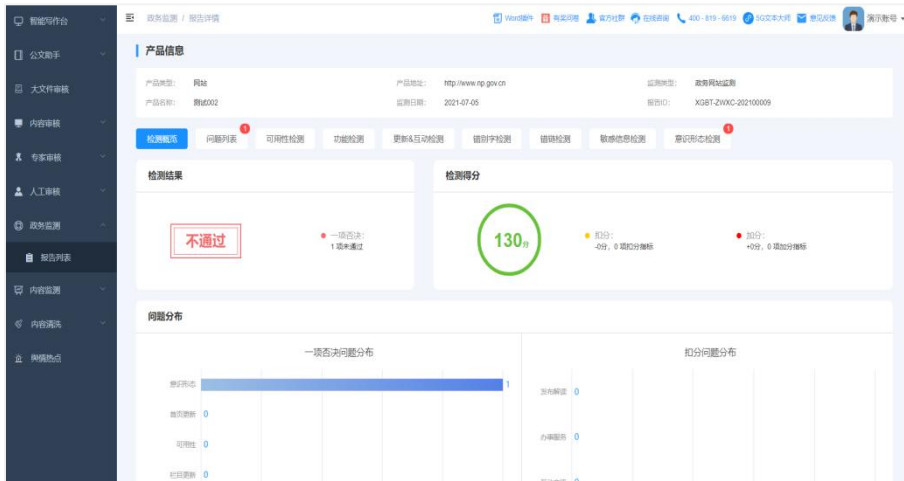 智能写作台
政务监测 / 报告详情
Word插件 有奖问卷 官方社群 在线咨询 400 - 819 - 6619 5G文本大师 意见反馈 演示账号
公文助手
大文件审核
内容审核
专家审核
人工审核
政务监测
报告列表
内容监测
内容清洗
舆情热点
产品信息
产品类型： 网站 产品地址： http://www.np.gov.cn 监测类型： 政务网站监测
产品名称： 测试002 监测日期： 2021-07-05 报告ID： XGBT-ZWXC-202100009
检测概览 问题列表 1 可用性检测 功能检测 更新&互动检测 错别字检测 错链检测 敏感信息检测 意识形态检测 1
检测结果
不通过
一项否决：
1 项未通过
检测得分
130分
扣分：
-0分，0 项扣分指标
加分：
+0分，0 项加分指标
问题分布
一项否决问题分布
意识形态 1
首页更新 0
可用性 0
栏目更新 0
扣分问题分布
发布解读 0
办事服务 0
0